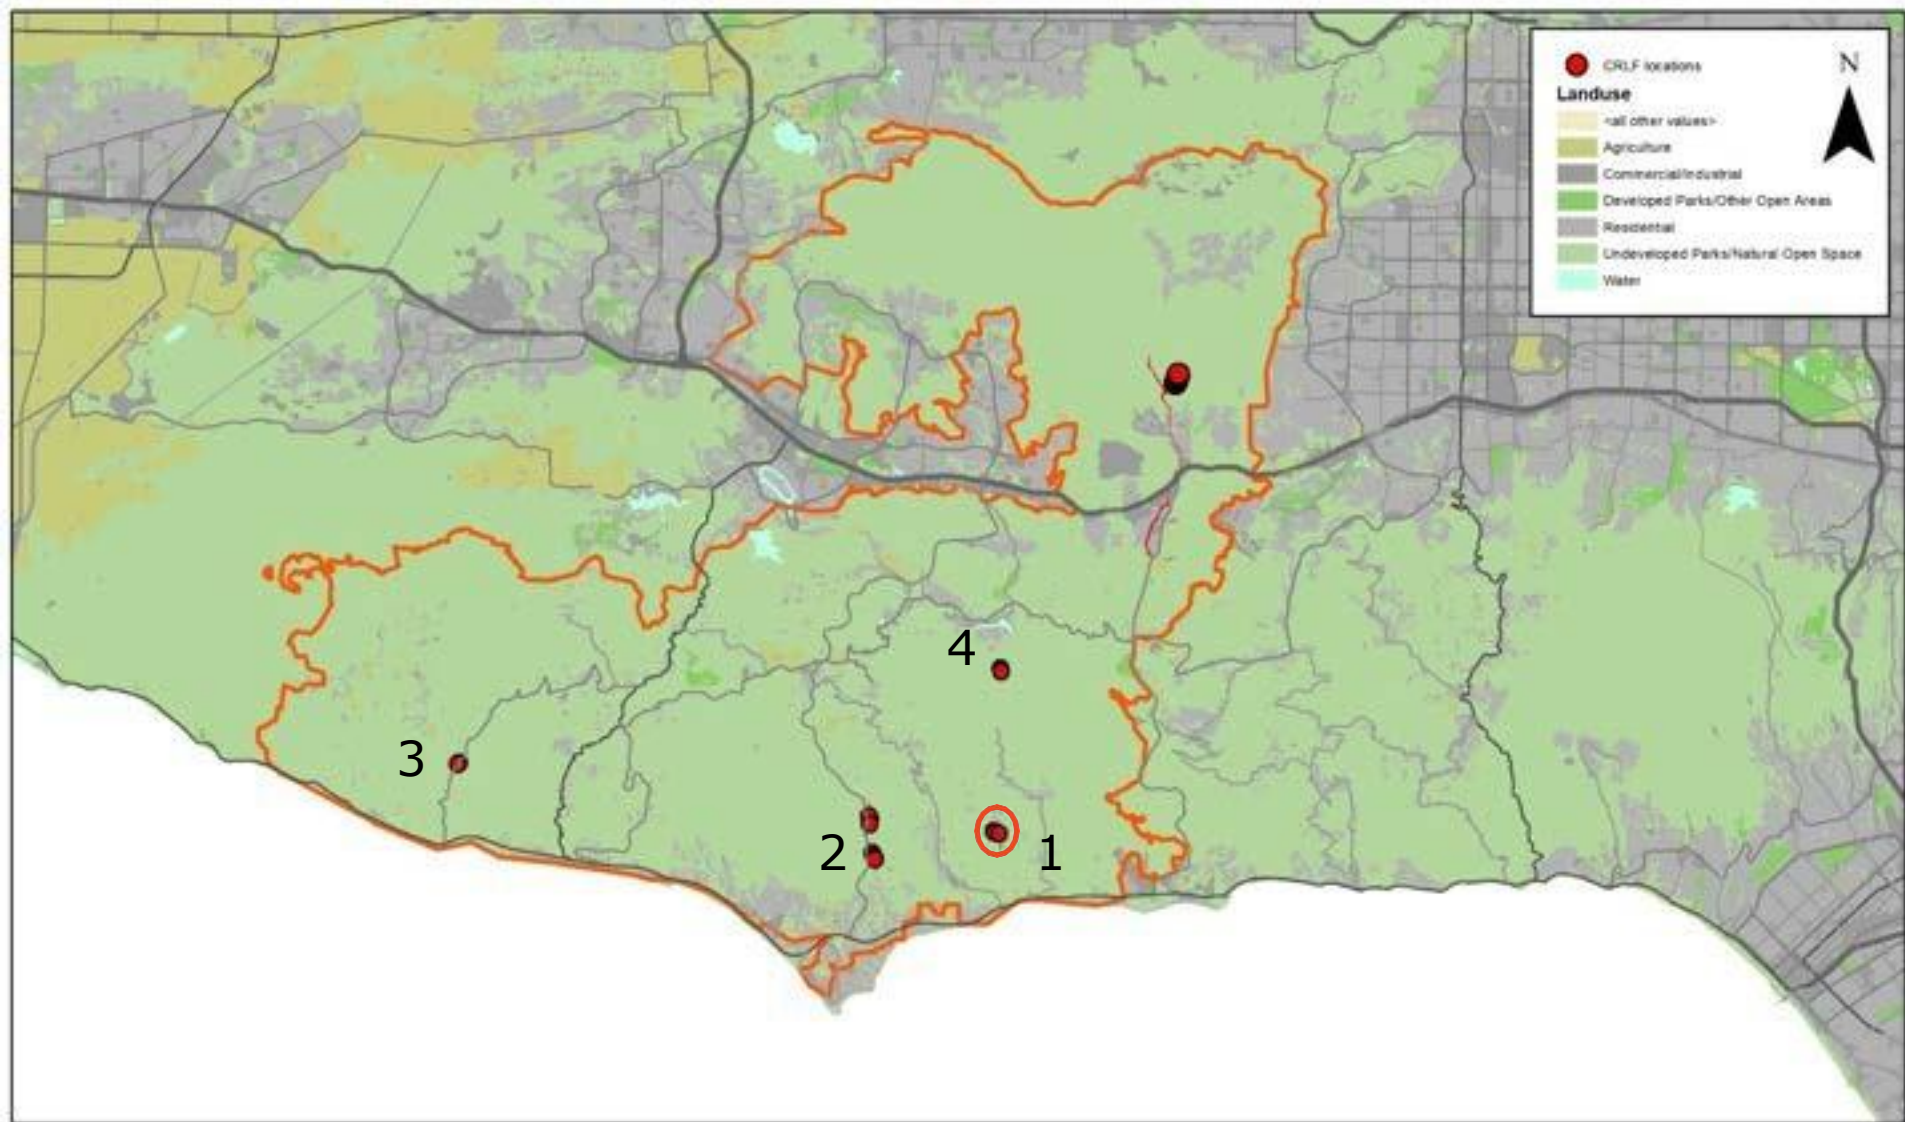 CRLF locations
N
Landuse
<all other values>
Agriculture
Commercial/Industrial
Developed Parks/Other Open Areas
Residential
Undeveloped Parks/Natural Open Space
Water
4
3
2
1